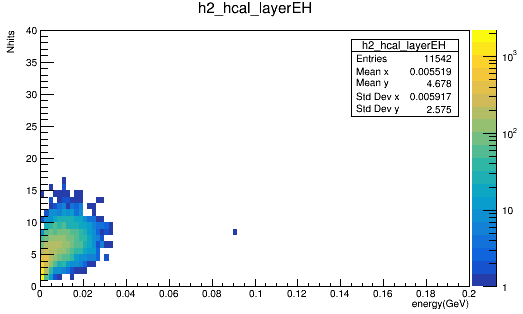 h2_hcal_layerEH
Nhits
40
35
30
25
20
15
10
5
0
h2_hcal_layerEH
Entries 11542
Mean x 0.005519
Mean y 4.678
Std Dev x 0.005917
Std Dev y 2.575
10³
10²
10
1
0 0.02 0.04 0.06 0.08 0.1 0.12 0.14 0.16 0.18 0.2
energy(GeV)